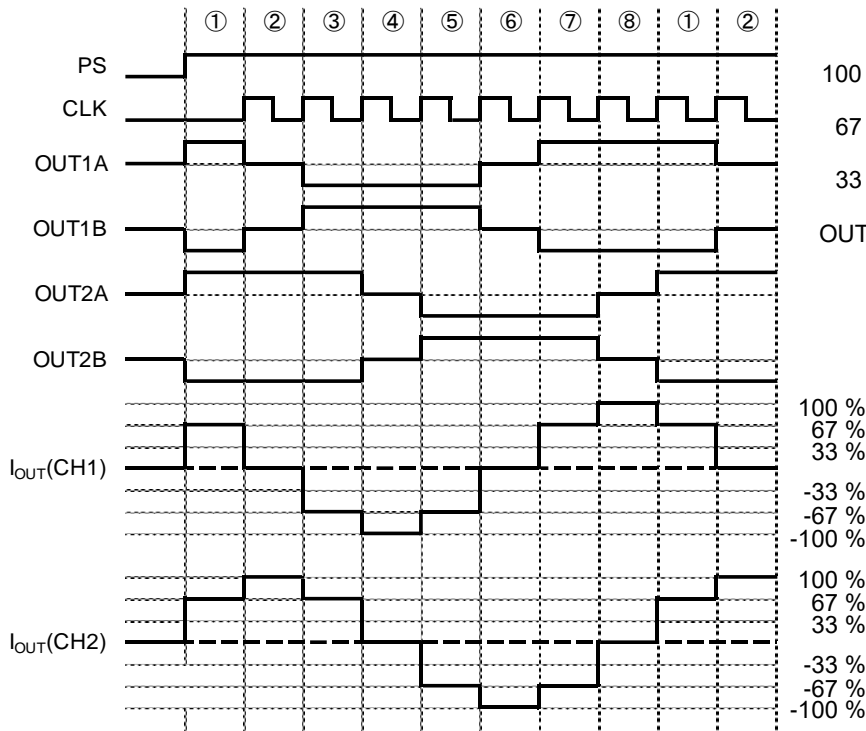 ① ② ③ ④ ⑤ ⑥ ⑦ ⑧ ① ②
PS
100
CLK
67
OUT1A
33
OUT1B
OUT
OUT2A
OUT2B
100 %
67 %
33 %
IOUT(CH1)
-33 %
-67 %
-100 %
100 %
67 %
33 %
IOUT(CH2)
-33 %
-67 %
-100 %